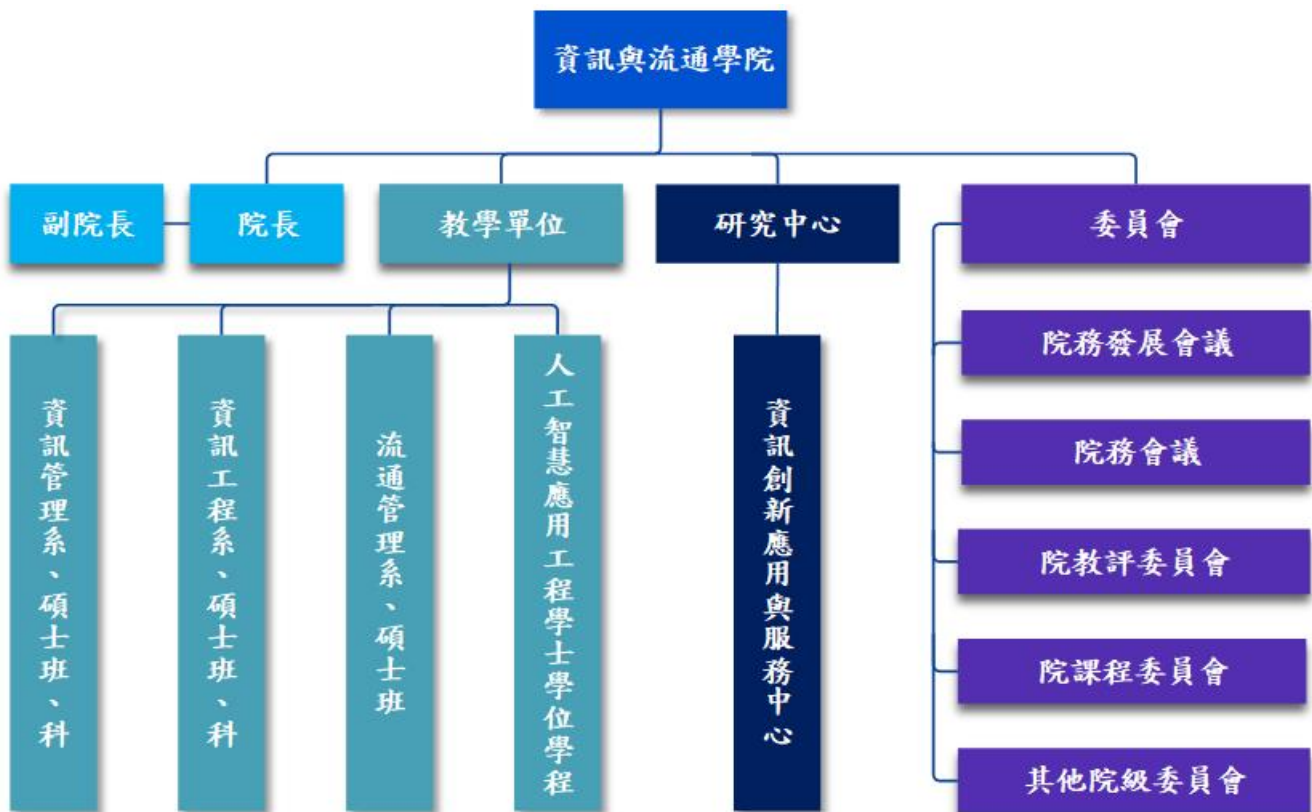 資訊與流通學院
副院長
院長
教學單位
研究中心
委員會
資訊管理系、碩士班、科
資訊工程系、碩士班、科
流通管理系、碩士班
人工智慧應用工程學士學位學程
資訊創新應用與服務中心
院務發展會議
院務會議
院教評委員會
院課程委員會
其他院級委員會